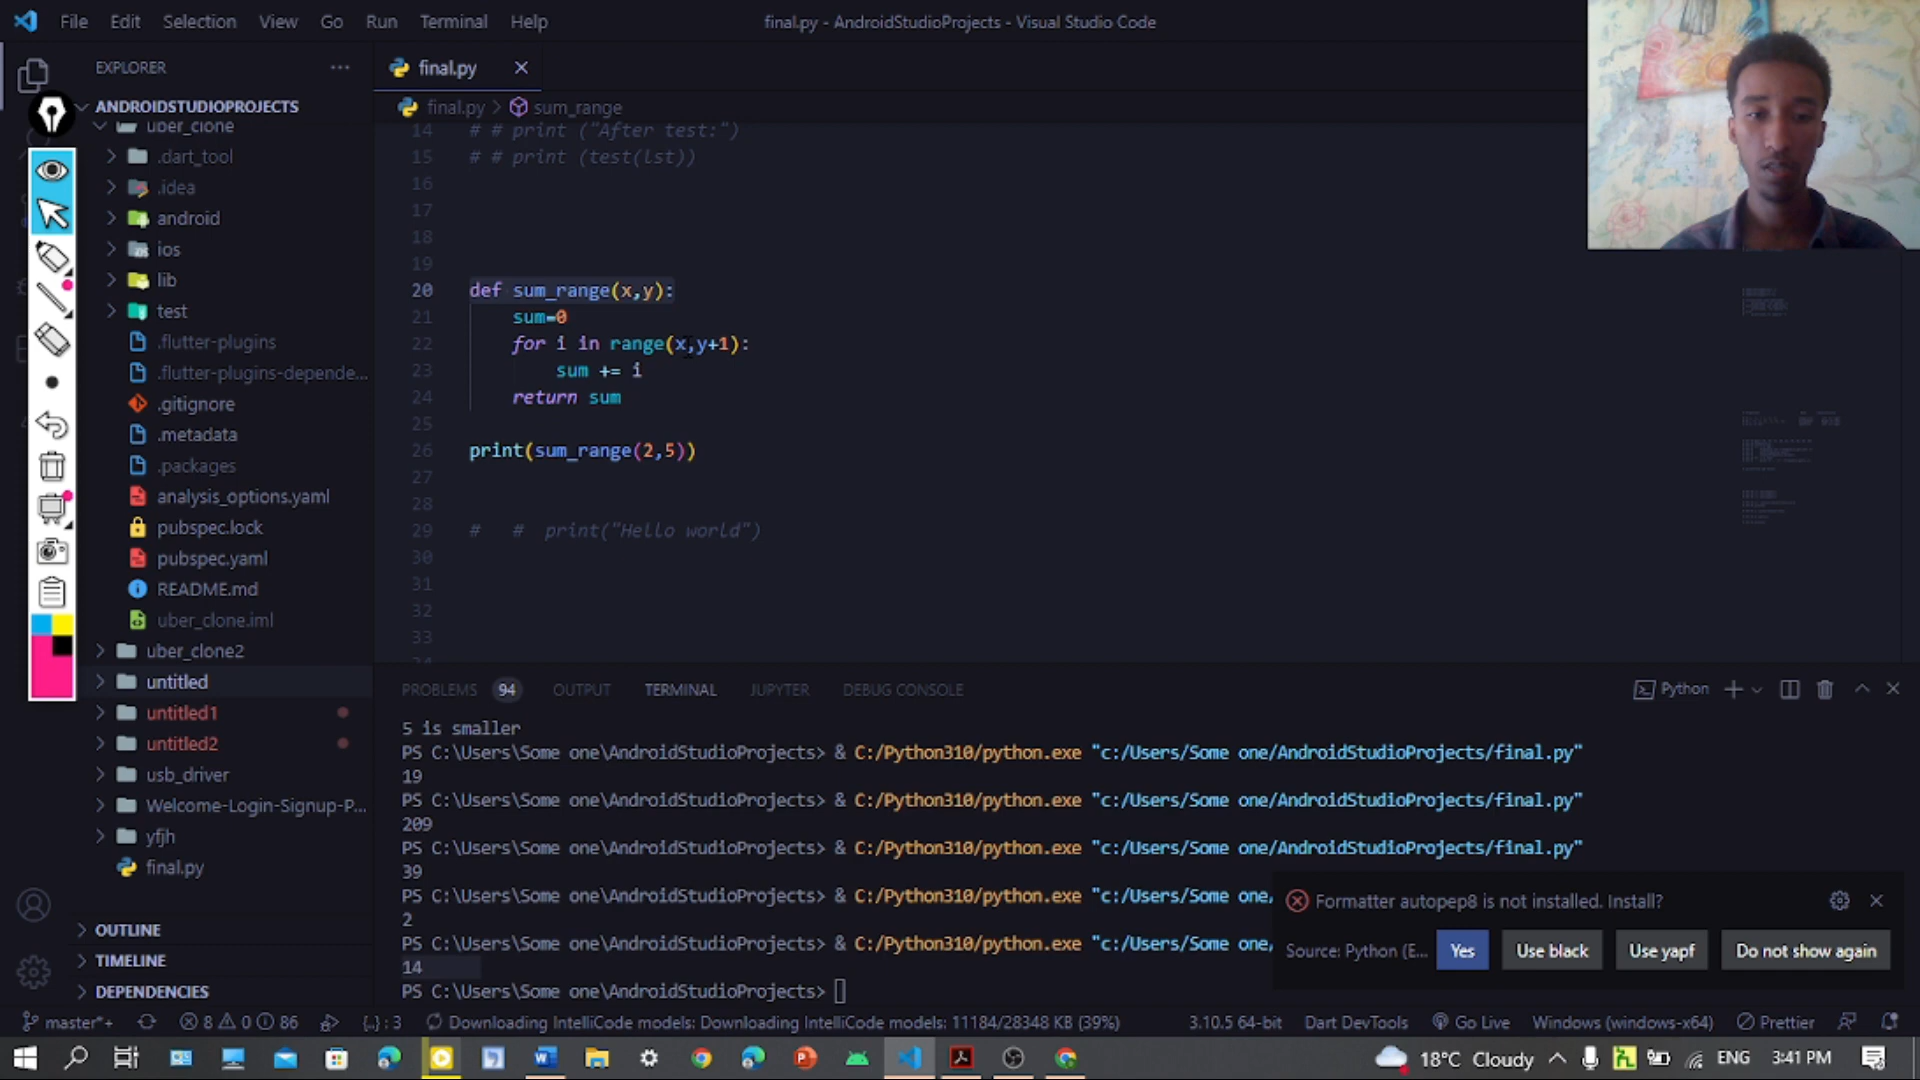 File Edit Selection View Go Run Terminal Help
final.py - AndroidStudioProjects - Visual Studio Code
EXPLORER
ANDROIDSTUDIOPROJECTS
uber_clone
.dart_tool
.idea
android
ios
lib
test
.flutter-plugins
.flutter-plugins-depende...
.gitignore
.metadata
.packages
analysis_options.yaml
pubspec.lock
pubspec.yaml
README.md
uber_clone.iml
uber_clone2
untitled
untitled1
untitled2
usb_driver
Welcome-Login-Signup-P...
yfjh
final.py
OUTLINE
TIMELINE
DEPENDENCIES
final.py
final.py > sum_range
14 # # print ("After test:")
15 # # print (test(lst))
16
17
18
19
20 def sum_range(x,y):
21 sum=0
22 for i in range(x,y+1):
23 sum += i
24 return sum
25
26 print(sum_range(2,5))
27
28
29 # # print("Hello world")
30
31
32
33
PROBLEMS 94 OUTPUT TERMINAL JUPYTER DEBUG CONSOLE
Python
5 is smaller
PS C:\Users\Some one\AndroidStudioProjects> & C:/Python310/python.exe "c:/Users/Some one/AndroidStudioProjects/final.py"
19
PS C:\Users\Some one\AndroidStudioProjects> & C:/Python310/python.exe "c:/Users/Some one/AndroidStudioProjects/final.py"
209
PS C:\Users\Some one\AndroidStudioProjects> & C:/Python310/python.exe "c:/Users/Some one/AndroidStudioProjects/final.py"
39
PS C:\Users\Some one\AndroidStudioProjects> & C:/Python310/python.exe "c:/Users/Some one/
2
PS C:\Users\Some one\AndroidStudioProjects> & C:/Python310/python.exe "c:/Users/Some one/
14
PS C:\Users\Some one\AndroidStudioProjects>
Formatter autopep8 is not installed. Install?
Source: Python (E... Yes Use black Use yapf Do not show again
master*+ 8 0 86 {..}: 3 Downloading IntelliCode models: Downloading IntelliCode models: 11184/28348 KB (39%) 3.10.5 64-bit Dart DevTools Go Live Windows (windows-x64) Prettier
18°C Cloudy ENG 3:41 PM